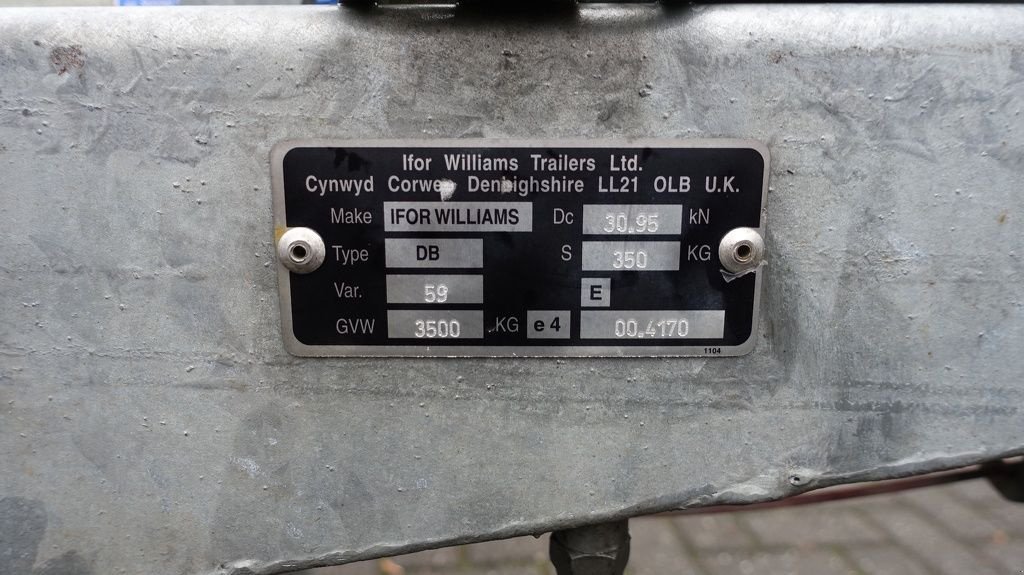 Ifor Williams Trailers Ltd.
Cynwyd Corwen Denbighshire LL21 OLB U.K.
Make IFOR WILLIAMS Dc 30.95 kN
Type DB S 350 KG
Var. 59 E
GVW 3500 KG e4 00.4170
1104